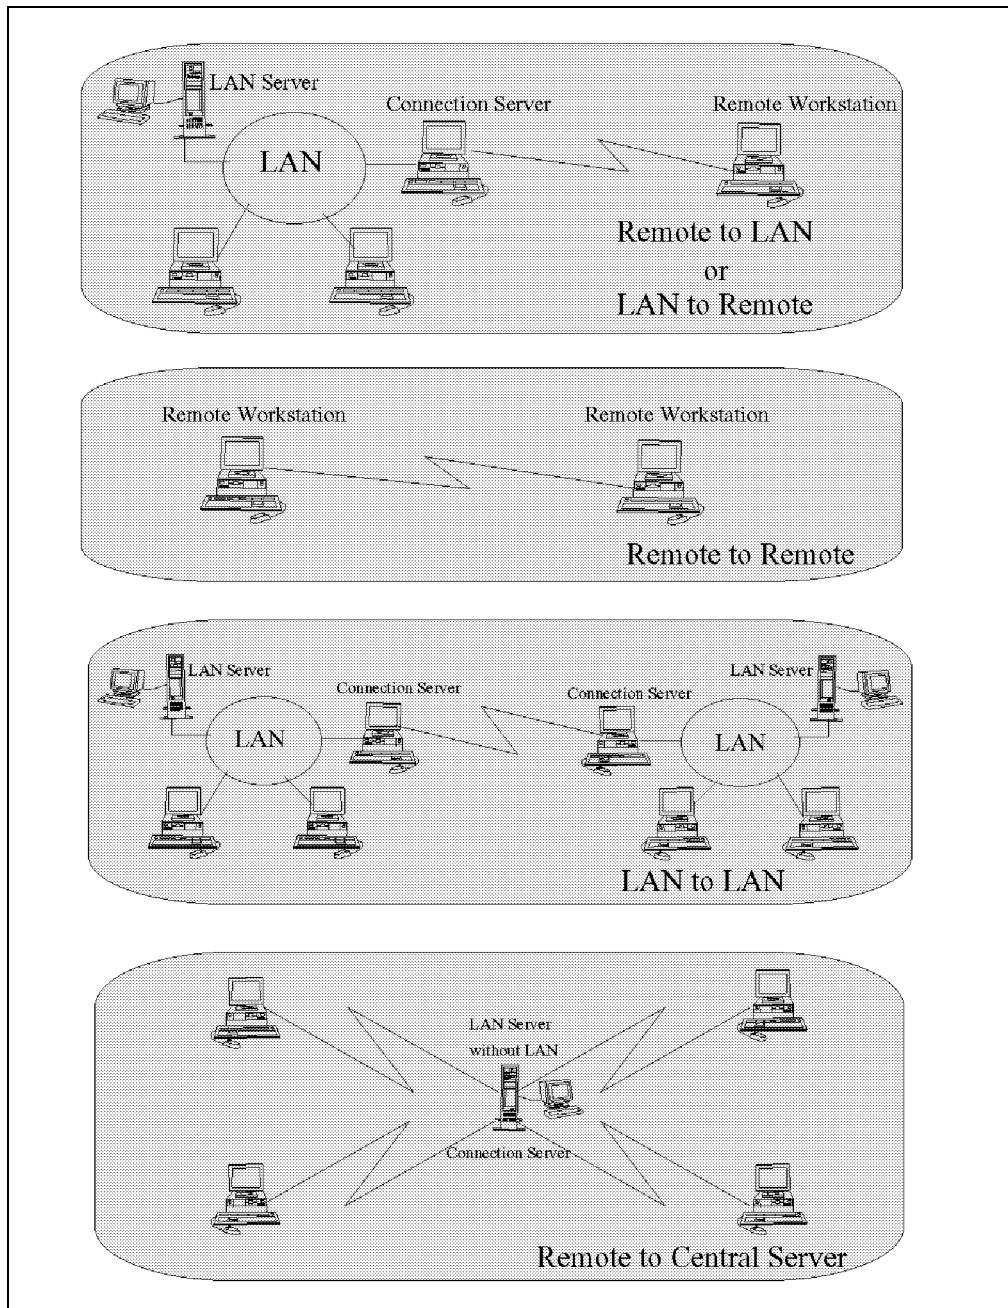 LAN Server
Connection Server
Remote Workstation
LAN
Remote to LAN
or
LAN to Remote
Remote Workstation
Remote Workstation
Remote to Remote
LAN Server
LAN Server
Connection Server
Connection Server
LAN
LAN
LAN to LAN
LAN Server
without LAN
Connection Server
Remote to Central Server